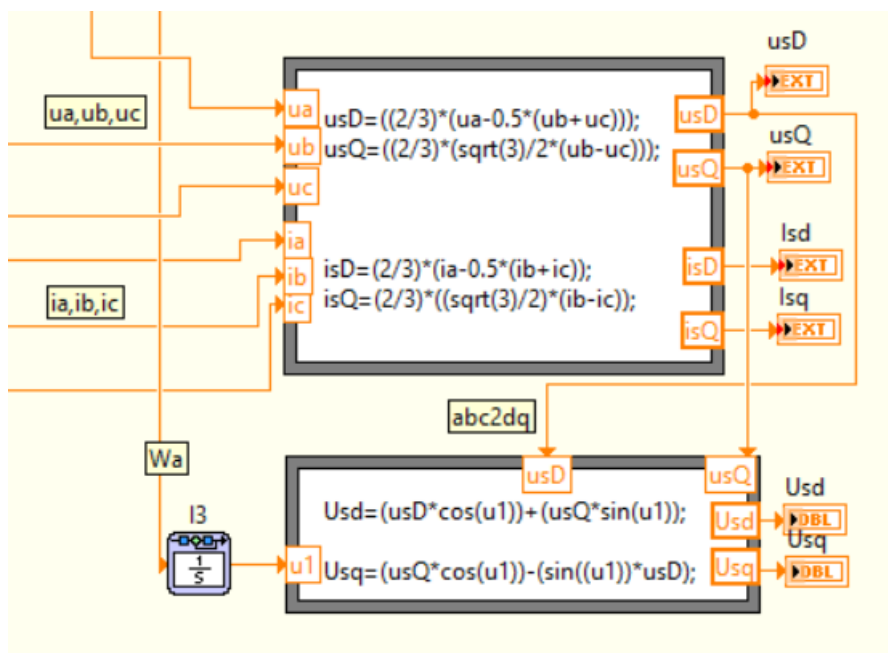 usD
EXT
ua,ub,uc
ua
usD=((2/3)*(ua-0.5*(ub+uc)));
usD
usQ
ub
usQ=((2/3)*(sqrt(3)/2*(ub-uc)));
usQ
EXT
uc
ia
Isd
ib
isD=(2/3)*(ia-0.5*(ib+ic));
isD
EXT
ia,ib,ic
ic
isQ=(2/3)*((sqrt(3)/2)*(ib-ic));
Isq
isQ
EXT
abc2dq
Wa
usD
usQ
Usd
I3
Usd=(usD*cos(u1))+(usQ*sin(u1));
Usd
DBL
Usq
1
s
u1
Usq=(usQ*cos(u1))-(sin((u1))*usD);
Usq
DBL